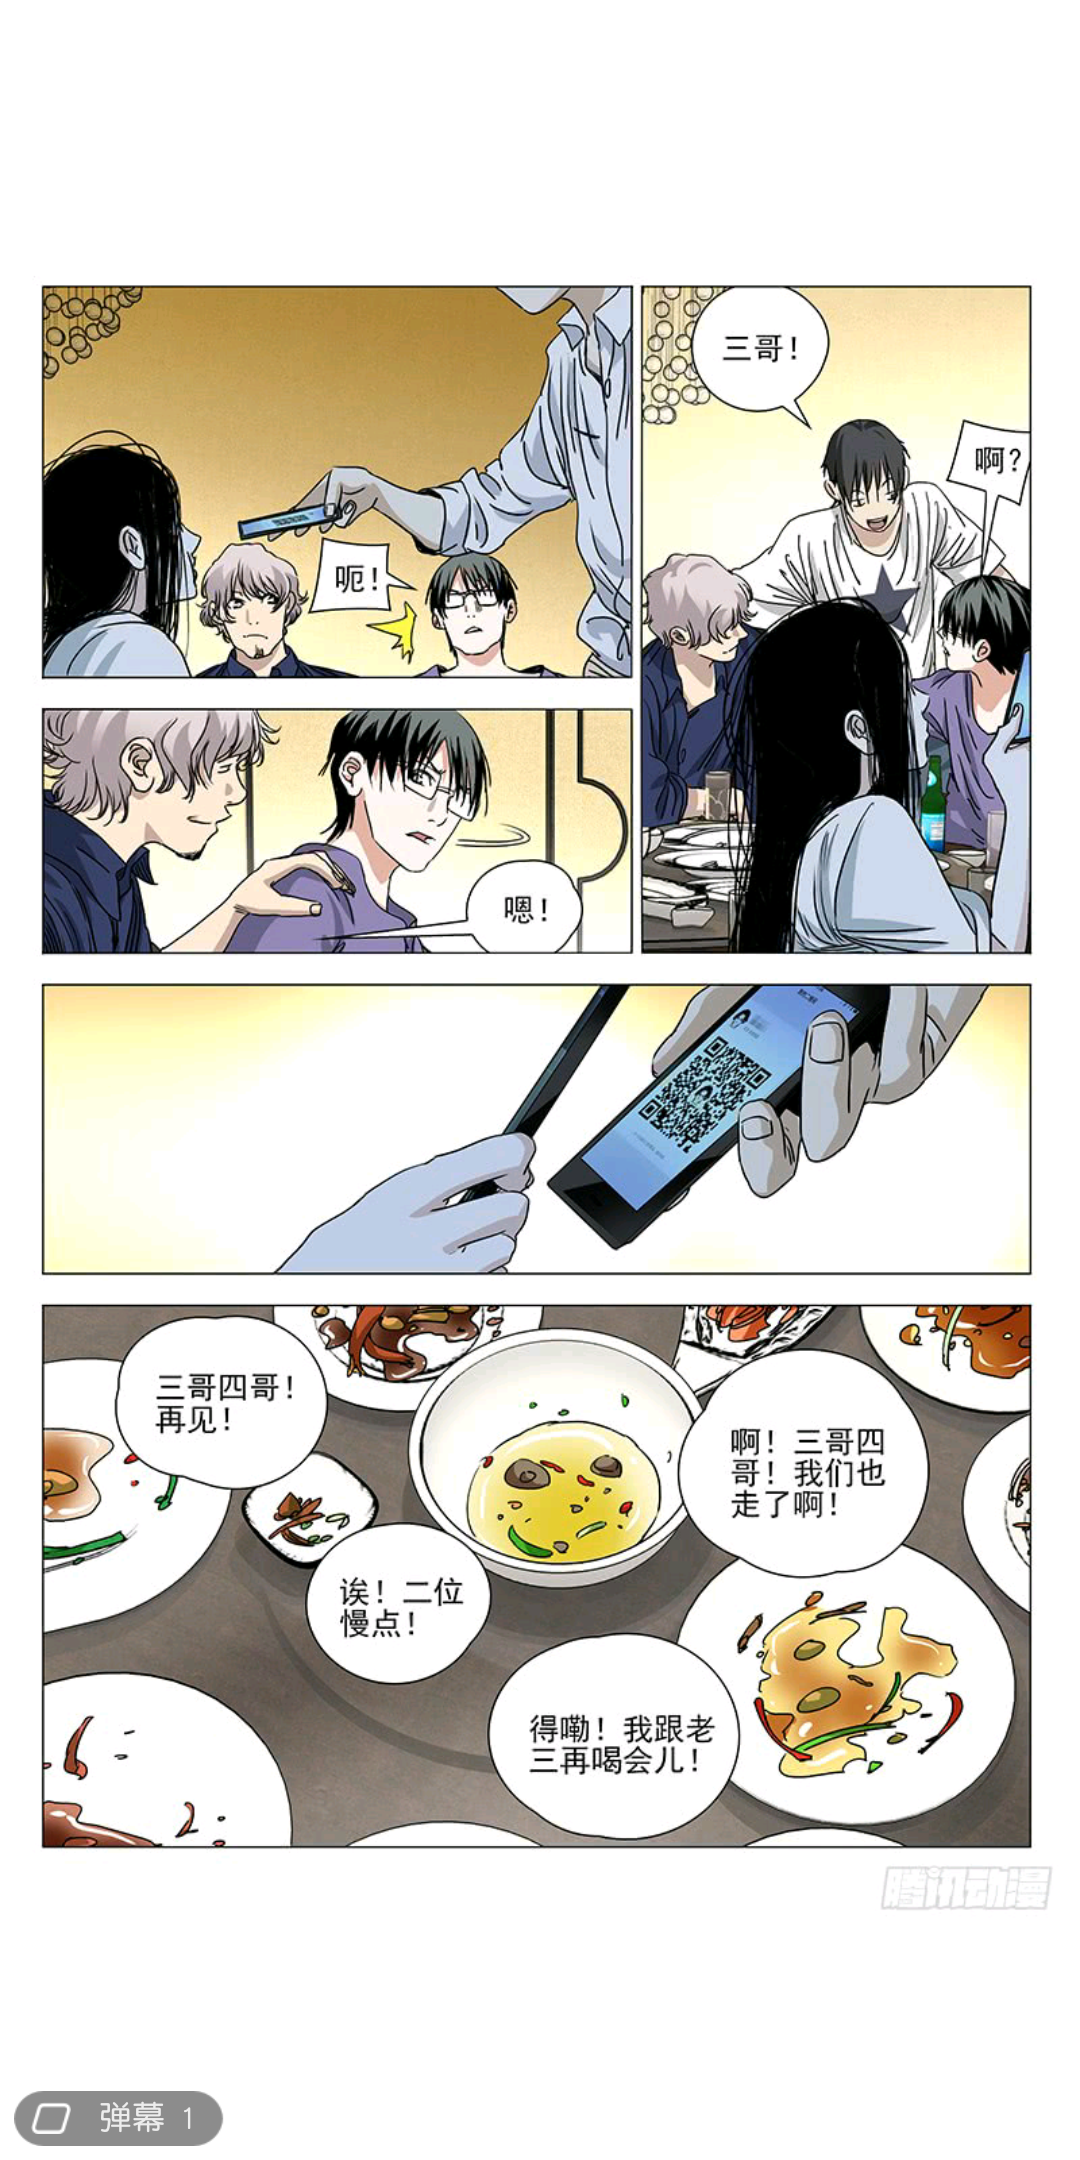 呃！
三哥！
啊？
嗯！
三哥四哥！
再见！
啊！三哥四
哥！我们也
走了啊！
诶！二位
慢点！
得嘞！我跟老
三再喝会儿！
腾讯动漫
弹幕 1